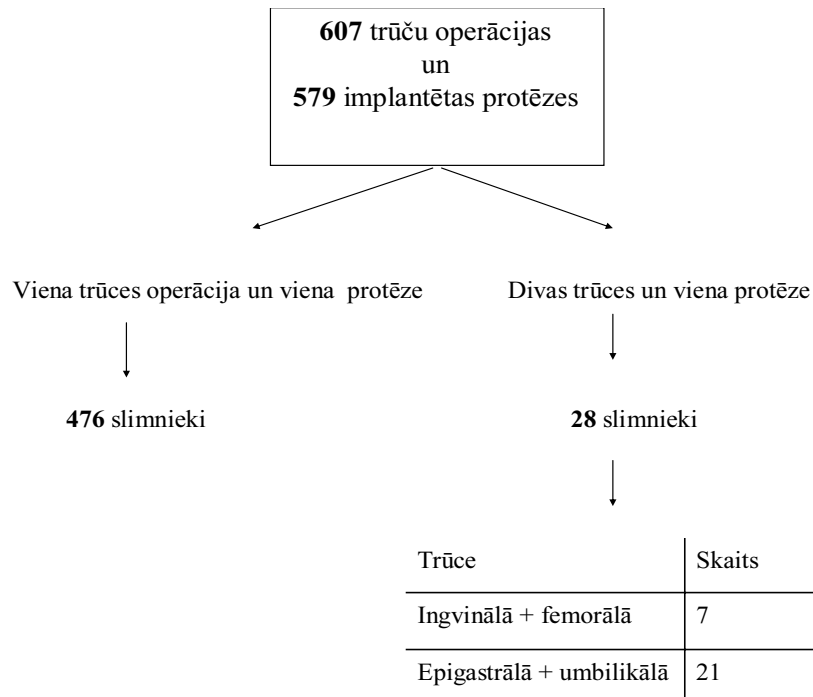 607 trūču operācijas
un
579 implantētas protēzes
Viena trūces operācija un viena protēze
Divas trūces un viena protēze
476 slimnieki
28 slimnieki
Trūce Skaits
Ingvinālā + femorālā 7
Epigastrālā + umbilikālā 21